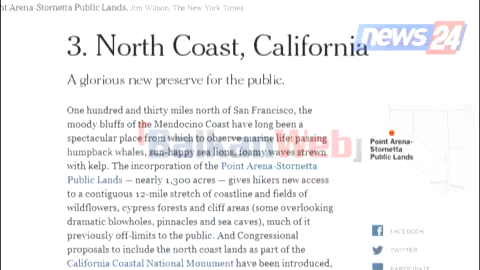 nt Arena-Stornetta Public Lands. Jim Wilson/The New York Times
news24
3. North Coast, California
A glorious new preserve for the public.
One hundred and thirty miles north of San Francisco, the
moody bluffs of the Mendocino Coast have long been a
spectacular place from which to observe marine life: passing
humpback whales, sun-happy sea lions, foamy waves strewn
with kelp. The incorporation of the Point Arena-Stornetta
Public Lands — nearly 1,300 acres — gives hikers new access
to a contiguous 12-mile stretch of coastline and fields of
wildflowers, cypress forests and cliff areas (some overlooking
dramatic blowholes, pinnacles and sea caves), much of it
previously off-limits to the public. And Congressional
proposals to include the north lands as part of the
California Coastal National Monument have been introduced,
BalkanWeb
Point Arena-
Stornetta
Public Lands
FACEBOOK
TWITTER